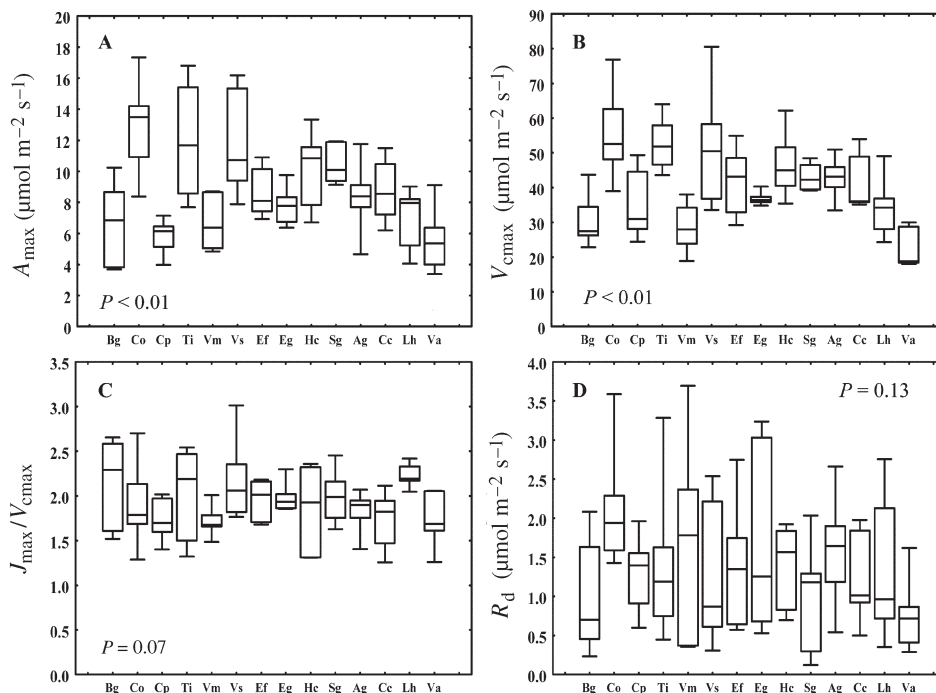 A
A max (μmol m−2 s−1)
20
18
16
14
12
10
8
6
4
2
0
P < 0.01
Bg Co Cp Ti Vm Vs Ef Eg Hc Sg Ag Cc Lh Va
B
V cmax (μmol m−2 s−1)
90
80
70
60
50
40
30
20
10
0
P < 0.01
Bg Co Cp Ti Vm Vs Ef Eg Hc Sg Ag Cc Lh Va
C
J max / V cmax
3.5
3.0
2.5
2.0
1.5
1.0
0.5
0.0
P = 0.07
Bg Co Cp Ti Vm Vs Ef Eg Hc Sg Ag Cc Lh Va
D
R d (μmol m−2 s−1)
4.0
3.5
3.0
2.5
2.0
1.5
1.0
0.5
0.0
P = 0.13
Bg Co Cp Ti Vm Vs Ef Eg Hc Sg Ag Cc Lh Va